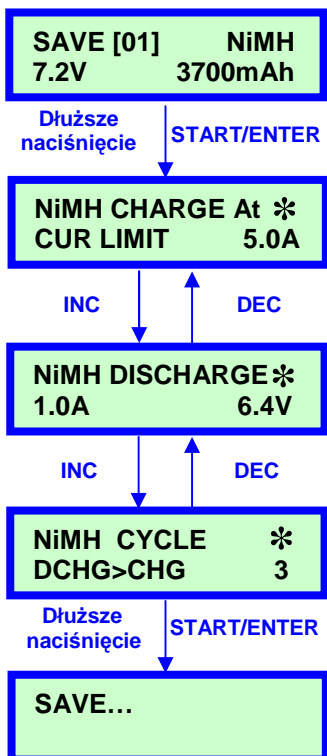 SAVE [01] NiMH
7.2V 3700mAh
Dłuższe
naciśnięcie START/ENTER
NiMH CHARGE At ✻
CUR LIMIT 5.0A
INC DEC
NiMH DISCHARGE✻
1.0A 6.4V
INC DEC
NiMH CYCLE ✻
DCHG>CHG 3
Dłuższe
naciśnięcie START/ENTER
SAVE...